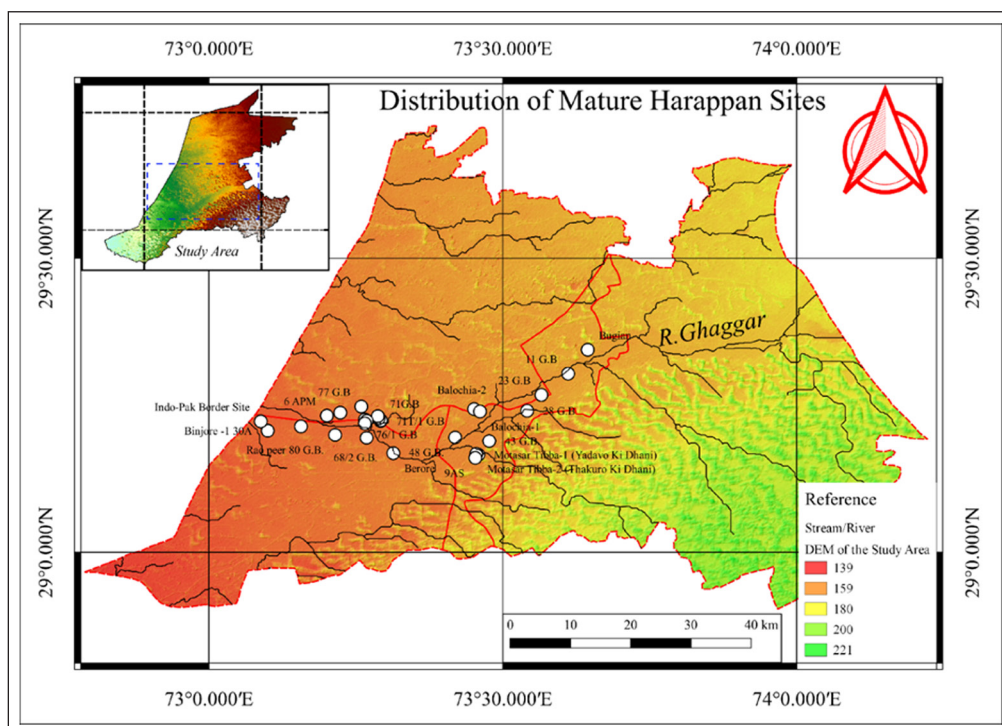 73°0.000′E 73°30.000′E 74°0.000′E
Distribution of Mature Harappan Sites
Study Area
29°30.000′N 29°30.000′N
R.Ghaggar
Bugian
11 G.B
23 G.B
77 G.B
Balochia-2
6 APM
71G.B
28 G.B
Indo-Pak Border Site
71T/1 G.B
Balochia-1
Binjore -1 30A
76/1 G.B
43 G.B
Rao peer 80 G.B.
48 G.B
68/2 G.B.
Motasar Tibba-1 (Yadavo Ki Dhani)
Berord
9AS
Motasar Tibba-2 (Thakuro Ki Dhani)
Reference
Stream/River
DEM of the Study Area
139
159
180
200
221
29°0.000′N 29°0.000′N
0 10 20 30 40 km
73°0.000′E 73°30.000′E 74°0.000′E